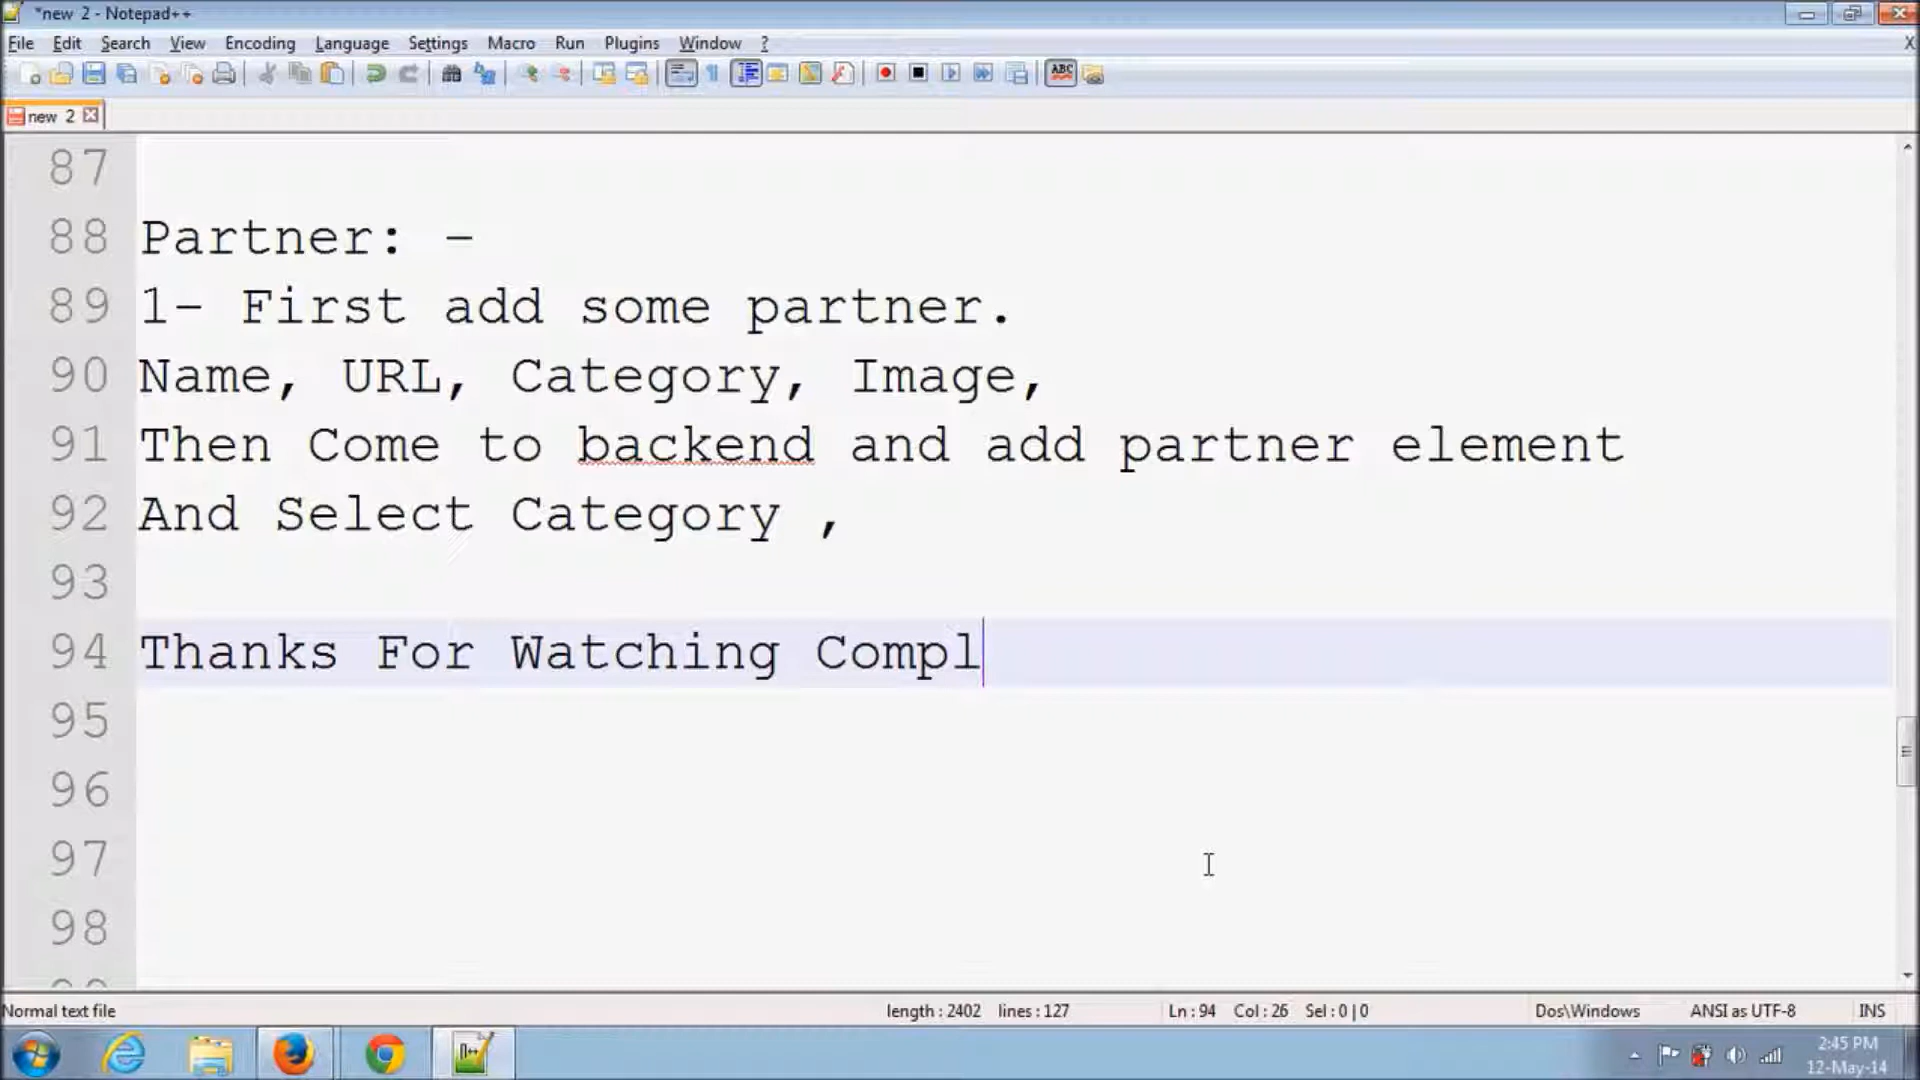 *new 2 - Notepad++
File Edit Search View Encoding Language Settings Macro Run Plugins Window ? X
ABC
new 2
87
88 Partner: -
89 1- First add some partner.
90 Name, URL, Category, Image,
91 Then Come to backend and add partner element
92 And Select Category ,
93
94 Thanks For Watching Compl
95
96
97
98
Normal text file length : 2402 lines : 127 Ln : 94 Col : 26 Sel : 0 | 0 Dos\Windows ANSI as UTF-8 INS
2:45 PM
12-May-14